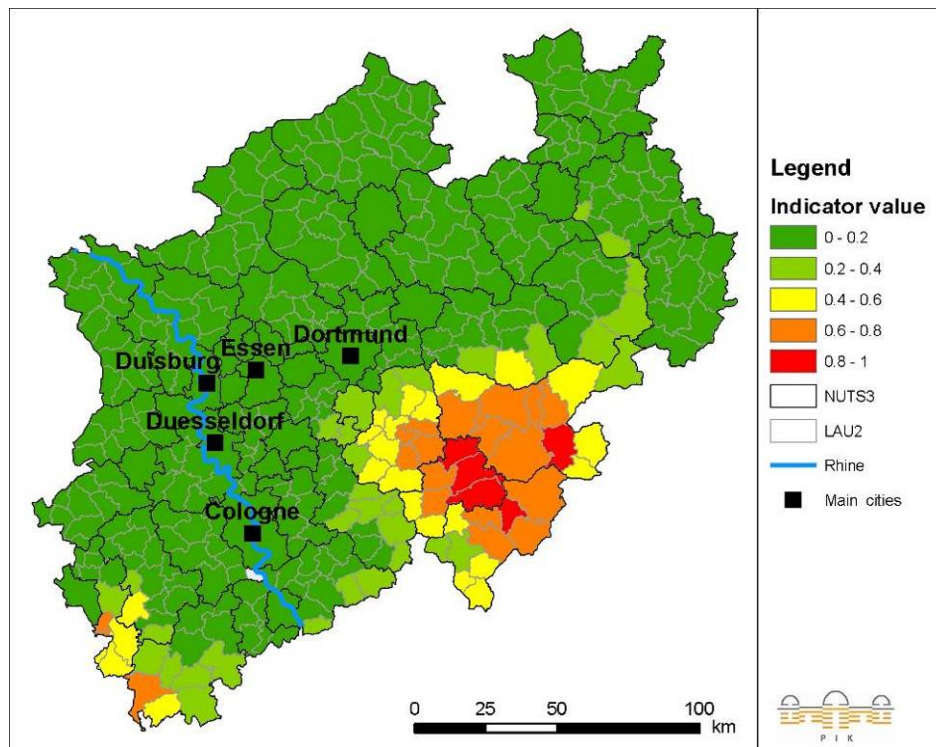 Dortmund
Essen
Duisburg
Duesseldorf
Cologne
0 25 50 100
km
Legend
Indicator value
0 - 0.2
0.2 - 0.4
0.4 - 0.6
0.6 - 0.8
0.8 - 1
NUTS3
LAU2
Rhine
Main cities
P I K